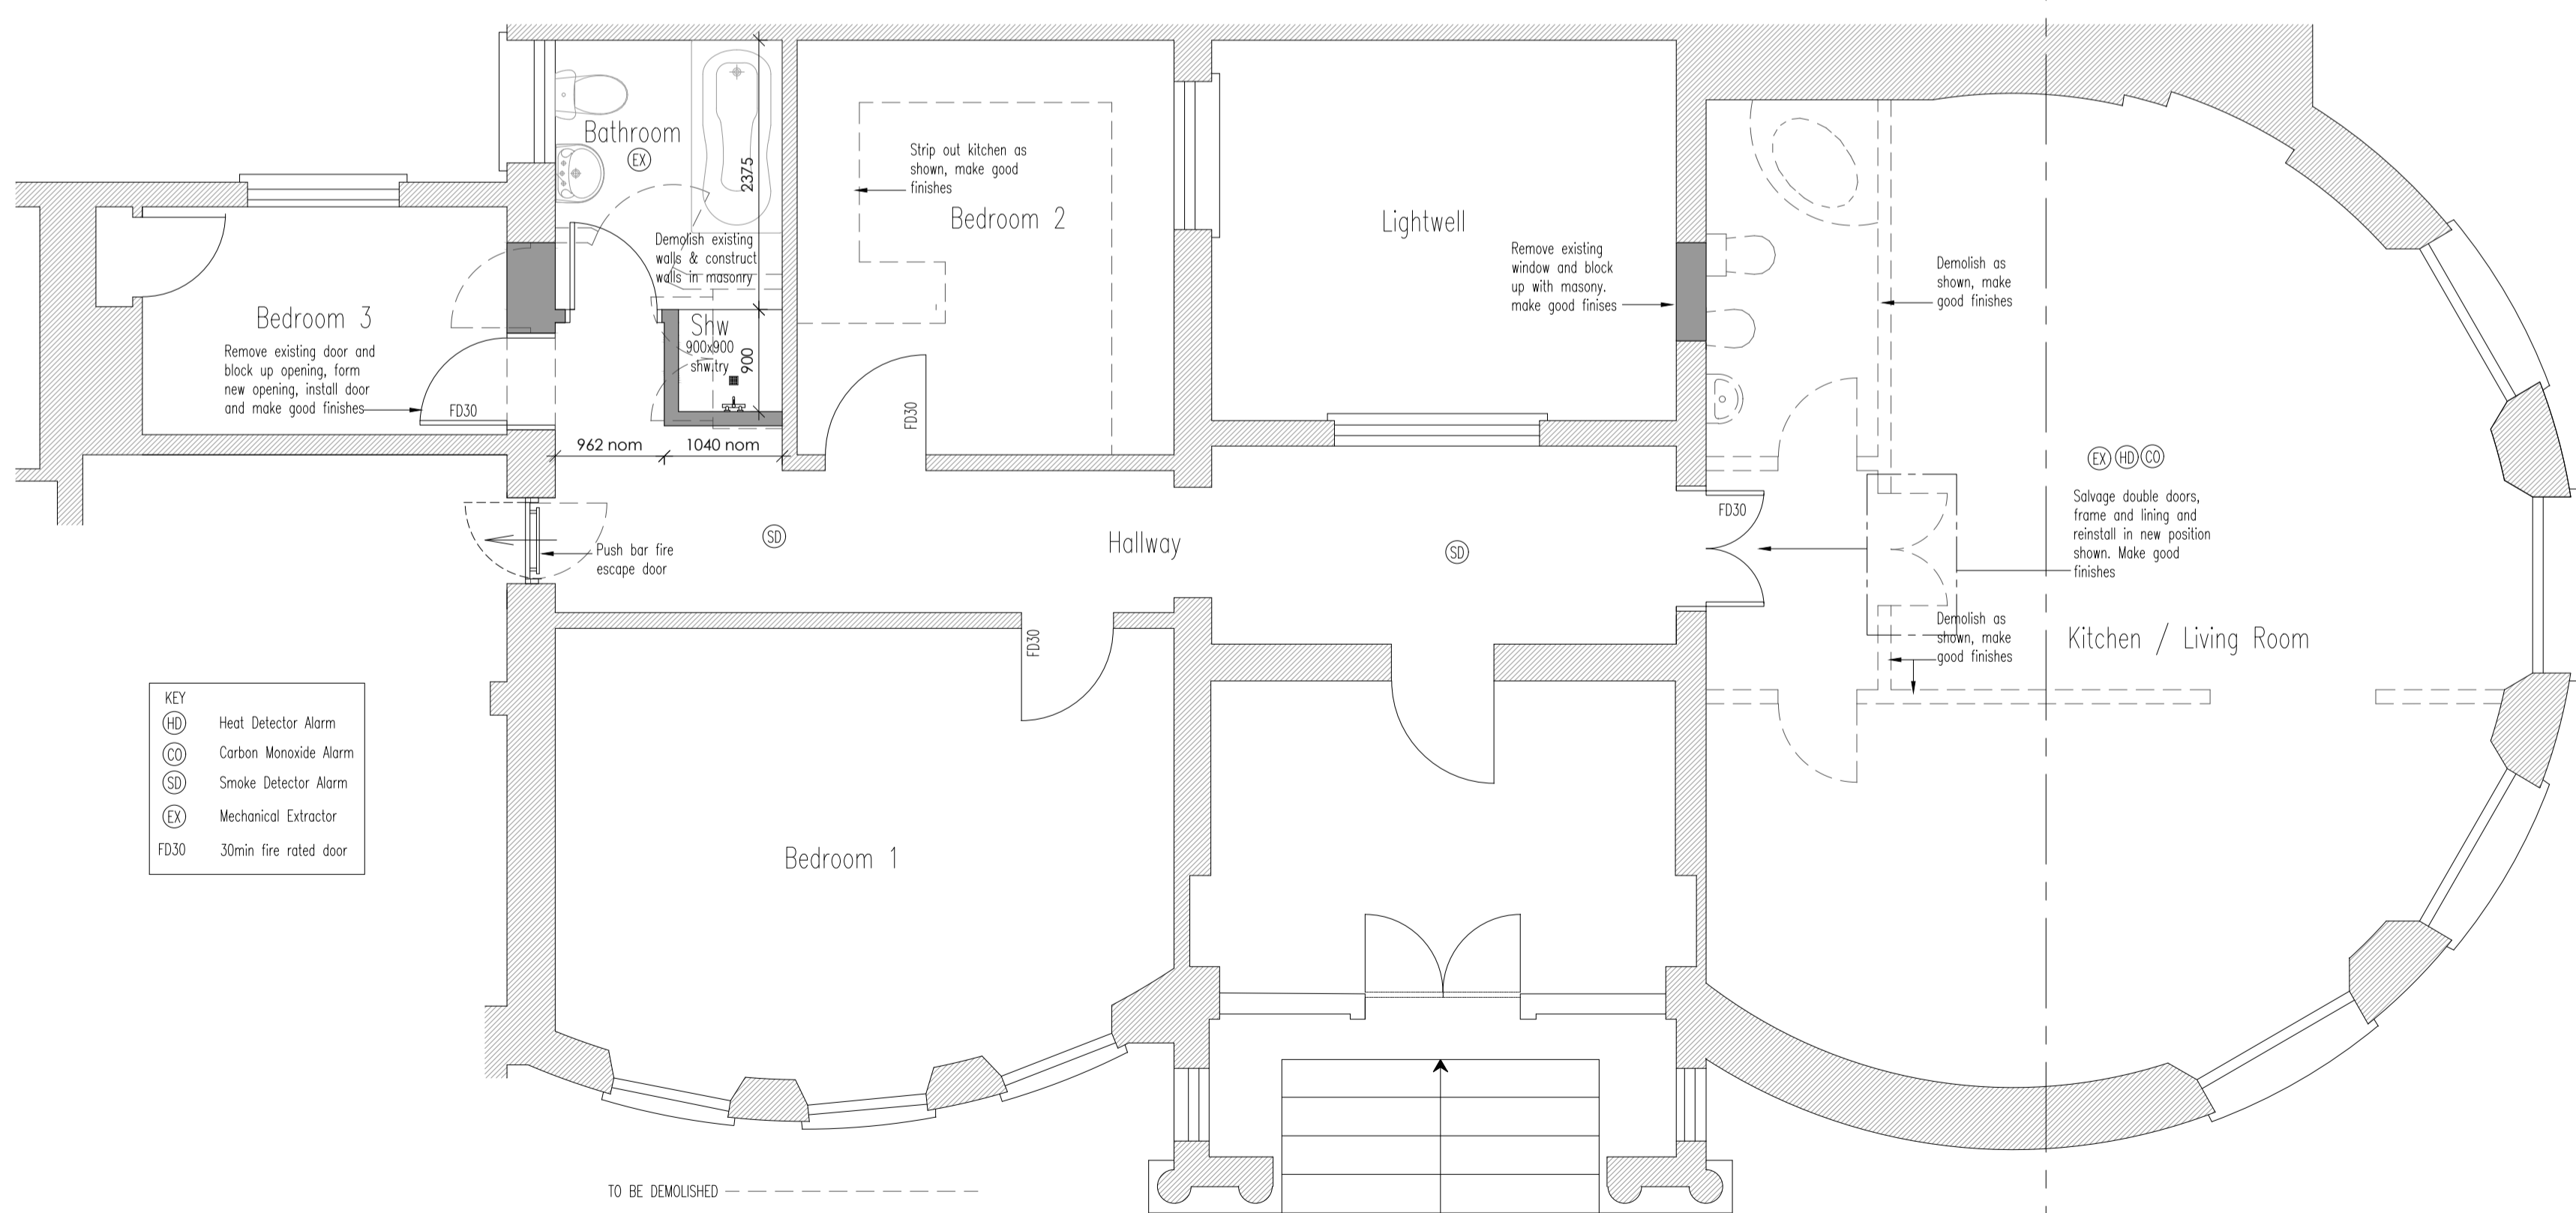 Bathroom
EX
2375
Demolish existing
walls & construct
walls in masonry
Shw
900x900
shw.try
900
962 nom
1040 nom
Strip out kitchen as
shown, make good
finishes
Bedroom 2
FD30
Lightwell
Remove existing
window and block
up with masony.
make good finises
Demolish as
shown, make
good finishes
Bedroom 3
Remove existing door and
block up opening, form
new opening, install door
and make good finishes
FD30
EX HD CO
Salvage double doors,
frame and lining and
reinstall in new position
shown. Make good
finishes
FD30
SD
Hallway
SD
Push bar fire
escape door
Demolish as
shown, make
good finishes
Kitchen / Living Room
FD30
KEY
HD Heat Detector Alarm
CO Carbon Monoxide Alarm
SD Smoke Detector Alarm
EX Mechanical Extractor
FD30 30min fire rated door
Bedroom 1
TO BE DEMOLISHED